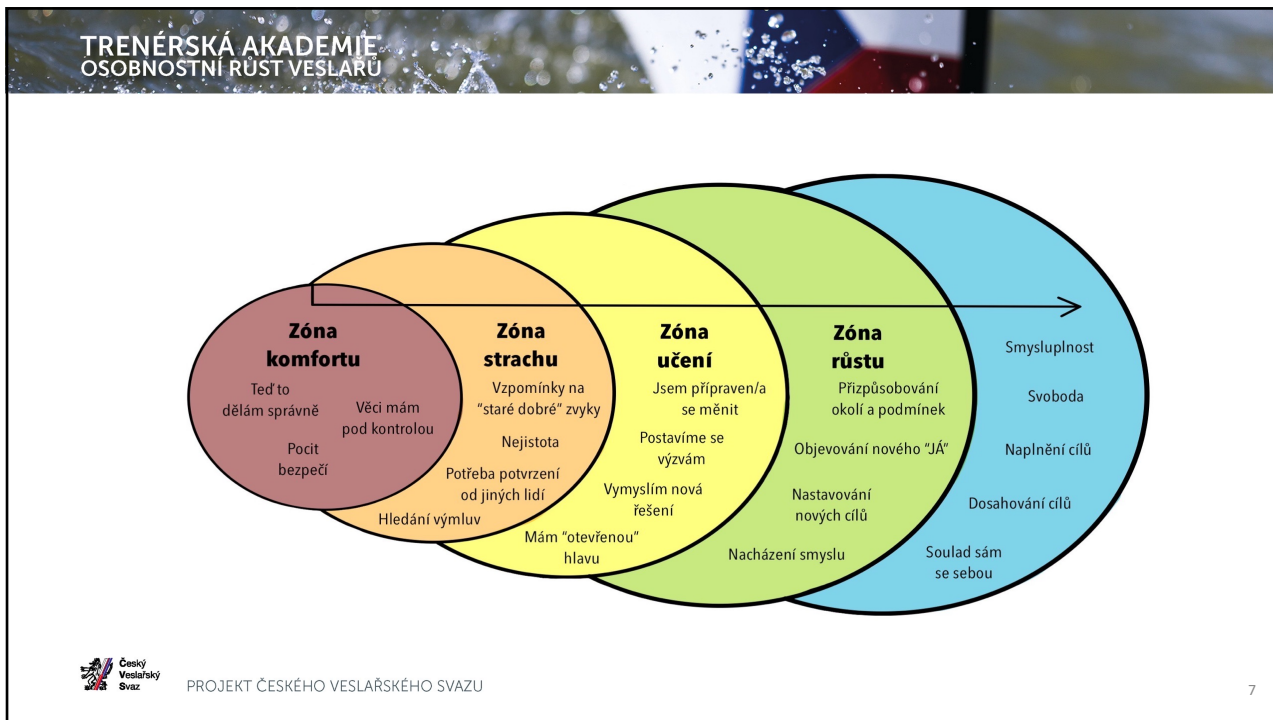 TRENÉRSKÁ AKADEMIE
OSOBNOSTNÍ RŮST VESLAŘŮ
Zóna
komfortu
Teď to
dělám správně
Věci mám
pod kontrolou
Pocit
bezpečí
Zóna
strachu
Vzpomínky na
"staré dobré" zvyky
Nejistota
Potřeba potvrzení
od jiných lidí
Hledání výmluv
Zóna
učení
Jsem přípraven/a
se měnit
Postavíme se
výzvám
Vymyslím nová
řešení
Mám "otevřenou"
hlavu
Zóna
růstu
Přizpůsobování
okolí a podmínek
Objevování nového "JÁ"
Nastavování
nových cílů
Nacházení smyslu
Smysluplnost
Svoboda
Naplnění cílů
Dosahování cílů
Soulad sám
se sebou
Český
Veslařský
Svaz
PROJEKT ČESKÉHO VESLAŘSKÉHO SVAZU
7